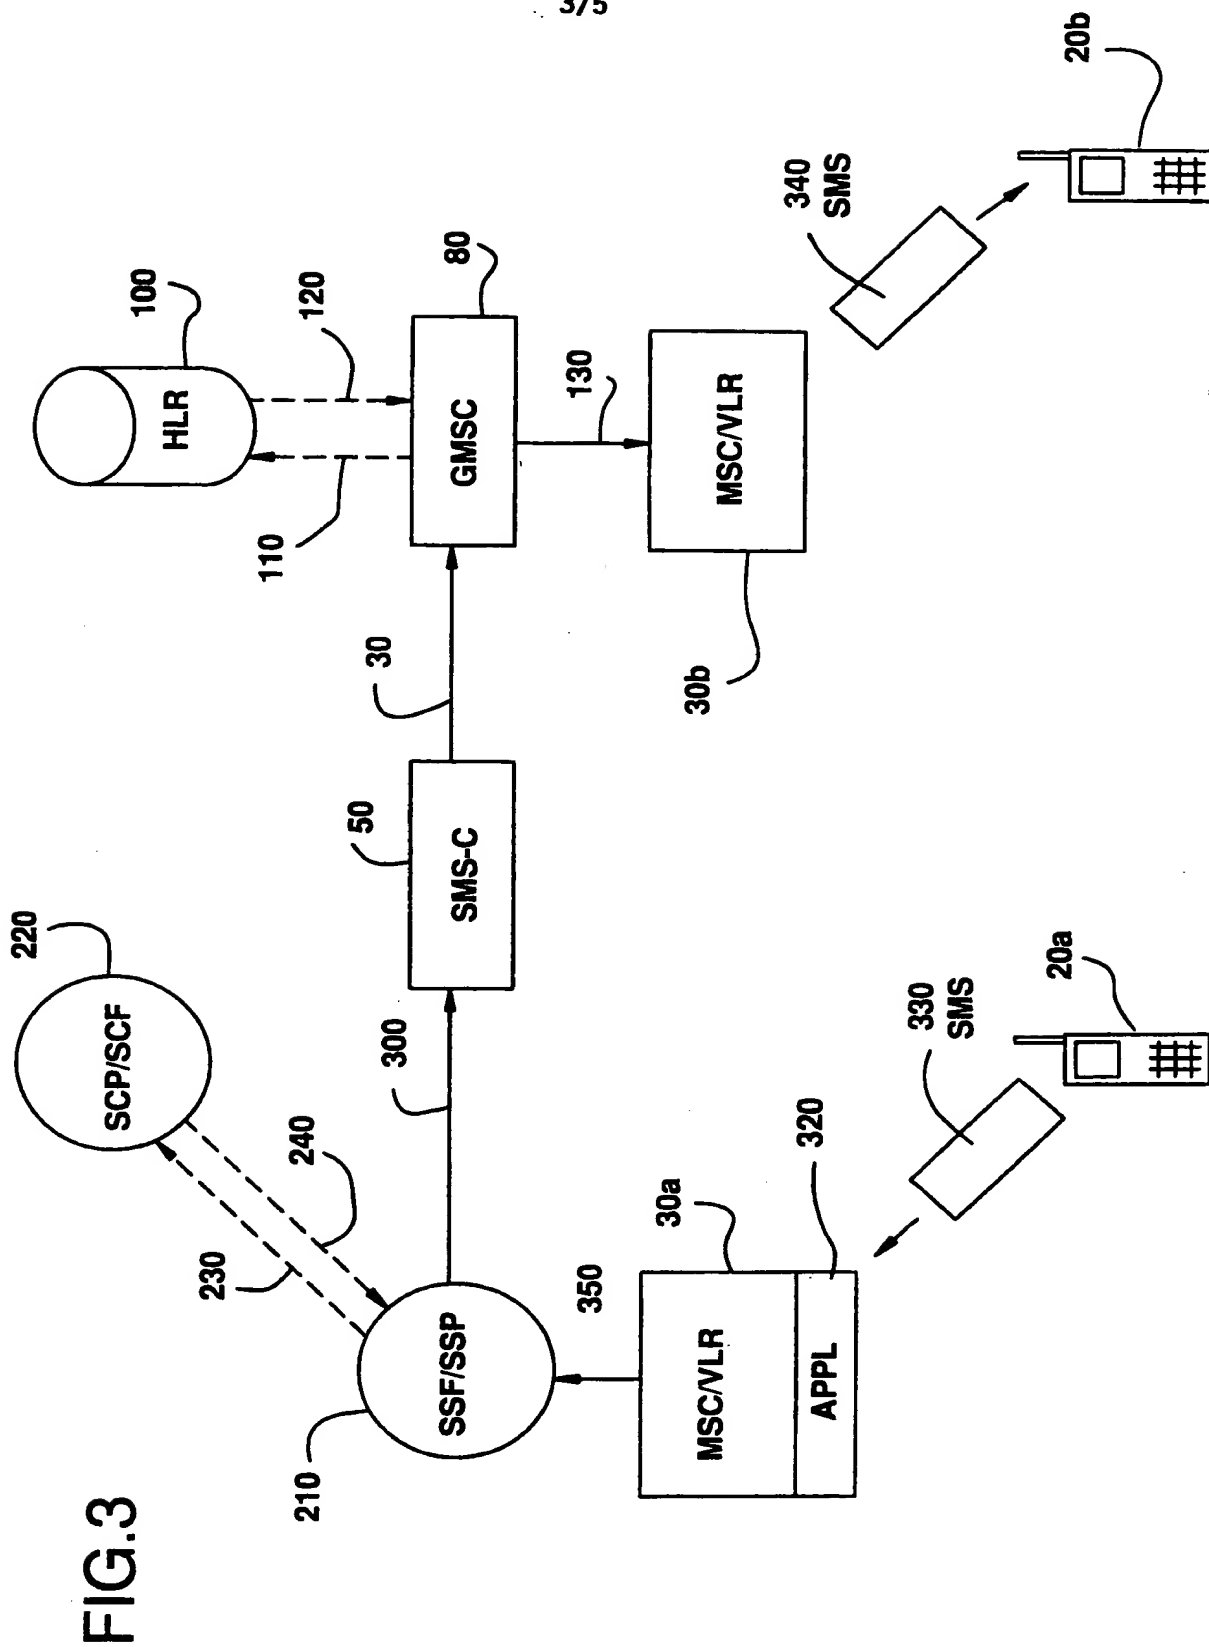 3/5
FIG.3
210
SSF/SSP
230
240
SCP/SCF
220
300
350
MSC/VLR
APPL
30a
320
330
SMS
20a
50
SMS-C
30
110
HLR
100
120
GMSC
80
130
MSC/VLR
30b
340
SMS
20b